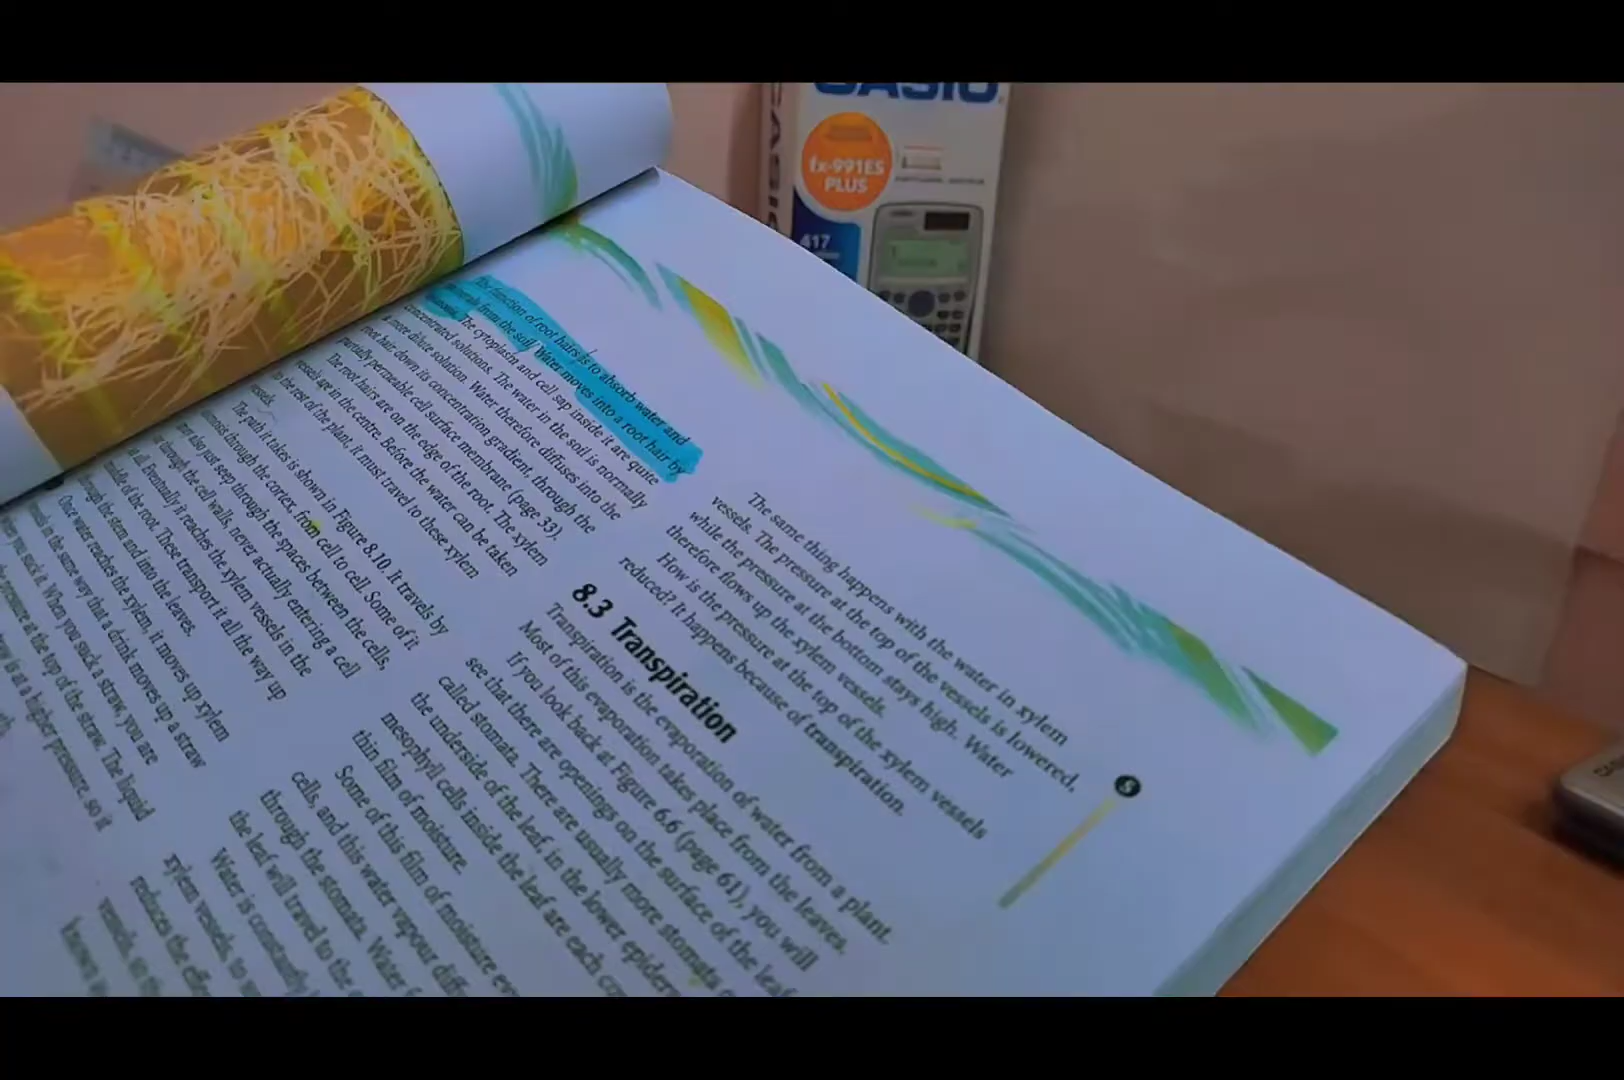 CASIO
fx-991ES
PLUS
417
The function of root hairs is to absorb water and
minerals from the soil. Water moves into a root hair by
osmosis. The cytoplasm and cell sap inside it are quite
concentrated solutions. The water in the soil is normally
a more dilute solution. Water therefore diffuses into the
root hair, down its concentration gradient, through the
partially permeable cell surface membrane (page 33).
The root hairs are on the edge of the root. The xylem
vessels are in the centre. Before the water can be taken
to the rest of the plant, it must travel to these xylem
vessels.
The path it takes is shown in Figure 8.10. It travels by
osmosis through the cortex, from cell to cell. Some of it
may also just seep through the spaces between the cells,
or through the cell walls, never actually entering a cell
at all. Eventually it reaches the xylem vessels in the
middle of the root. These transport it all the way up
through the stem and into the leaves.
Once water reaches the xylem, it moves up xylem
vessels in the same way that a drink moves up a straw
when you suck it. When you suck a straw, you are
pressure at the top of the straw. The liquid
straw is at a higher pressure, so it
The same thing happens with the water in xylem
vessels. The pressure at the top of the vessels is lowered,
while the pressure at the bottom stays high. Water
therefore flows up the xylem vessels.
How is the pressure at the top of the xylem vessels
reduced? It happens because of transpiration.
8.3 Transpiration
Transpiration is the evaporation of water from a plant.
Most of this evaporation takes place from the leaves.
If you look back at Figure 6.6 (page 61), you will
see that there are openings on the surface of the leaf
called stomata. There are usually more stomata
the underside of the leaf, in the lower
mesophyll cells inside the leaf are each
thin film of moisture.
Some of this film of moisture
cells, and this water vapour
through the stomata. Water
the leaf will travel to the
Water is constantly
xylem vessels, to
reduces the
vessels, so
known
S